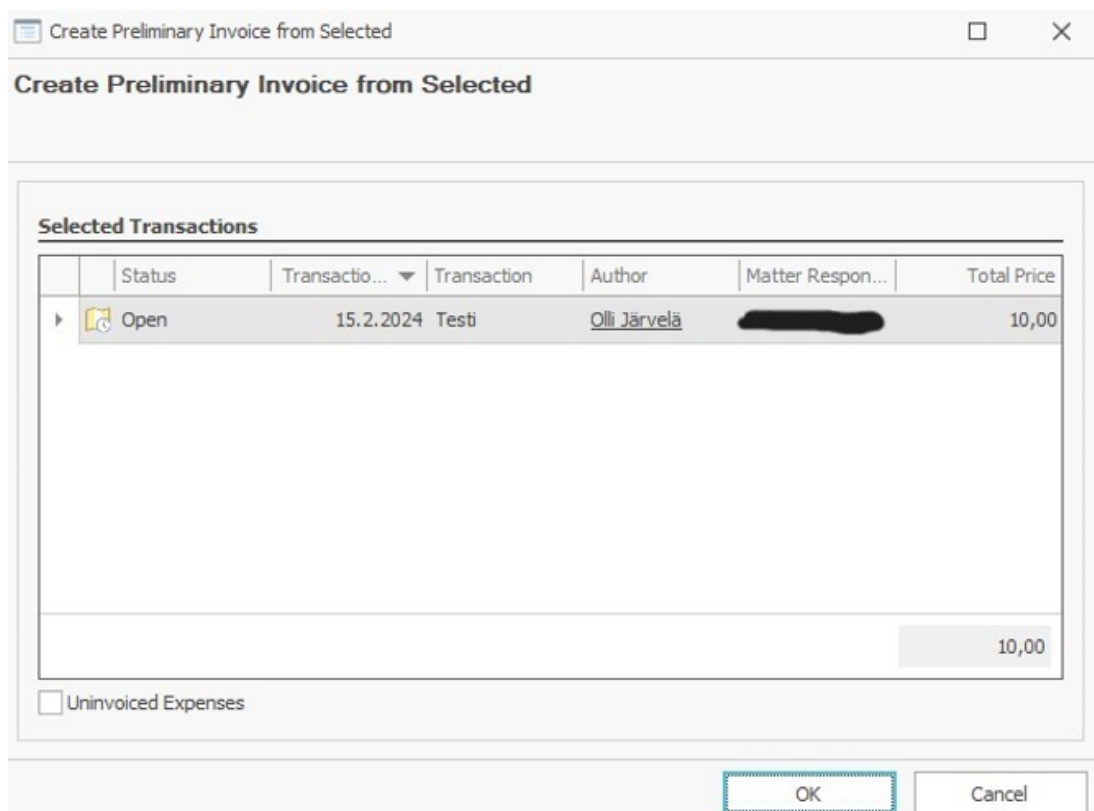 Create Preliminary Invoice from Selected
Create Preliminary Invoice from Selected
Selected Transactions
Status Transactio... Transaction Author Matter Respon... Total Price
Open 15.2.2024 Testi Olli Järvelä 10,00
10,00
Uninvoiced Expenses
OK Cancel